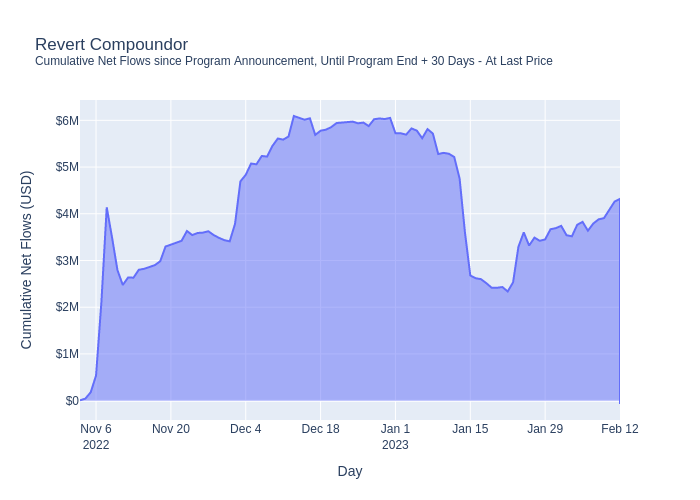 Revert Compoundor
Cumulative Net Flows since Program Announcement, Until Program End + 30 Days - At Last Price
Cumulative Net Flows (USD)
$6M
$5M
$4M
$3M
$2M
$1M
$0
Nov 6 Nov 20 Dec 4 Dec 18 Jan 1 Jan 15 Jan 29 Feb 12
2022 2023
Day